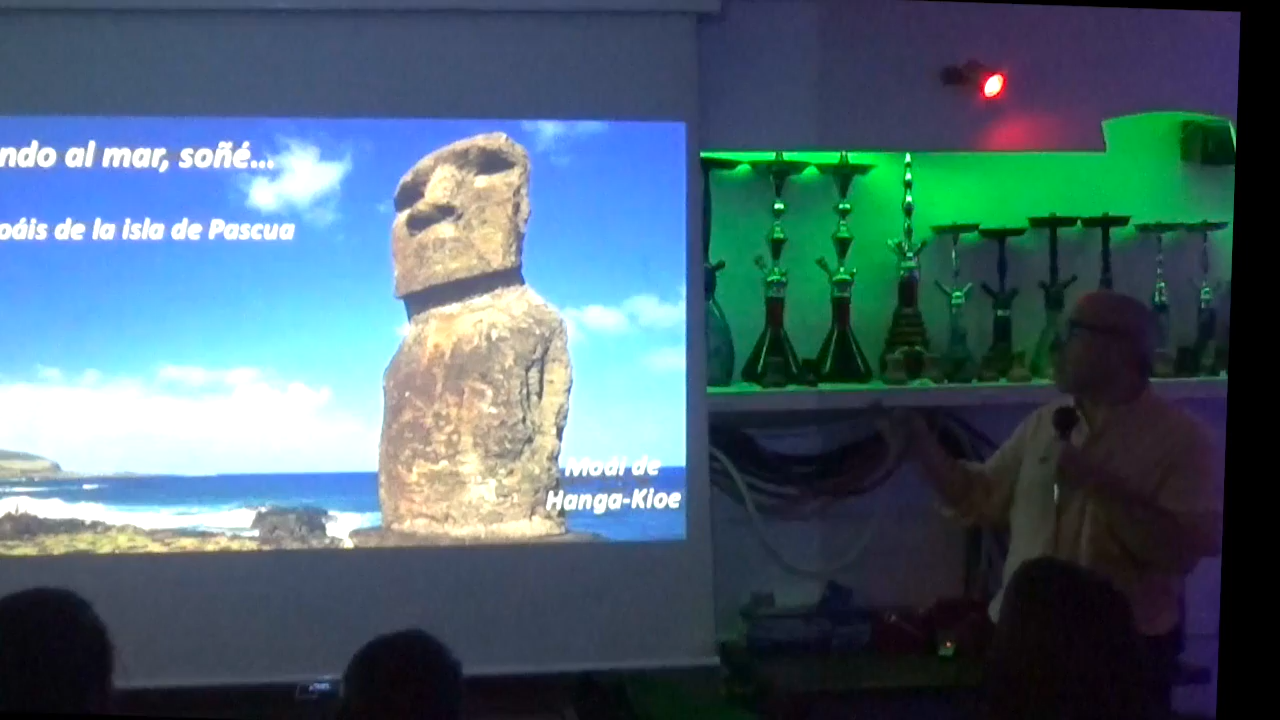 ndo al mar, soñé...
oáis de la isla de Pascua
Moái de
Hanga-Kioe